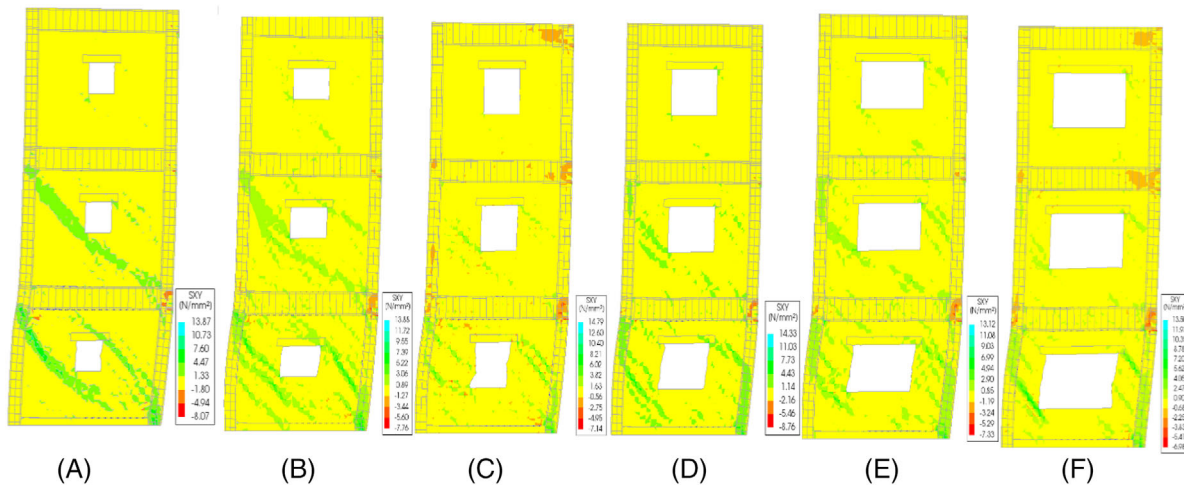 SXY
(N/mm²)
13.87
10.73
7.60
4.47
1.33
-1.80
-4.94
-8.07
SXY
(N/mm²)
13.88
11.72
9.55
7.39
5.22
3.06
0.89
-1.27
-3.44
-5.60
-7.76
SXY
(N/mm²)
14.79
12.60
10.40
8.21
6.02
3.82
1.63
-0.56
-2.75
-4.95
-7.14
SXY
(N/mm²)
14.33
11.03
7.73
4.43
1.14
-2.16
-5.46
-8.76
SXY
(N/mm²)
13.12
11.08
9.03
6.99
4.94
2.90
0.85
-1.19
-3.24
-5.29
-7.33
SXY
(N/mm²)
(A)
(B)
(C)
(D)
(E)
(F)